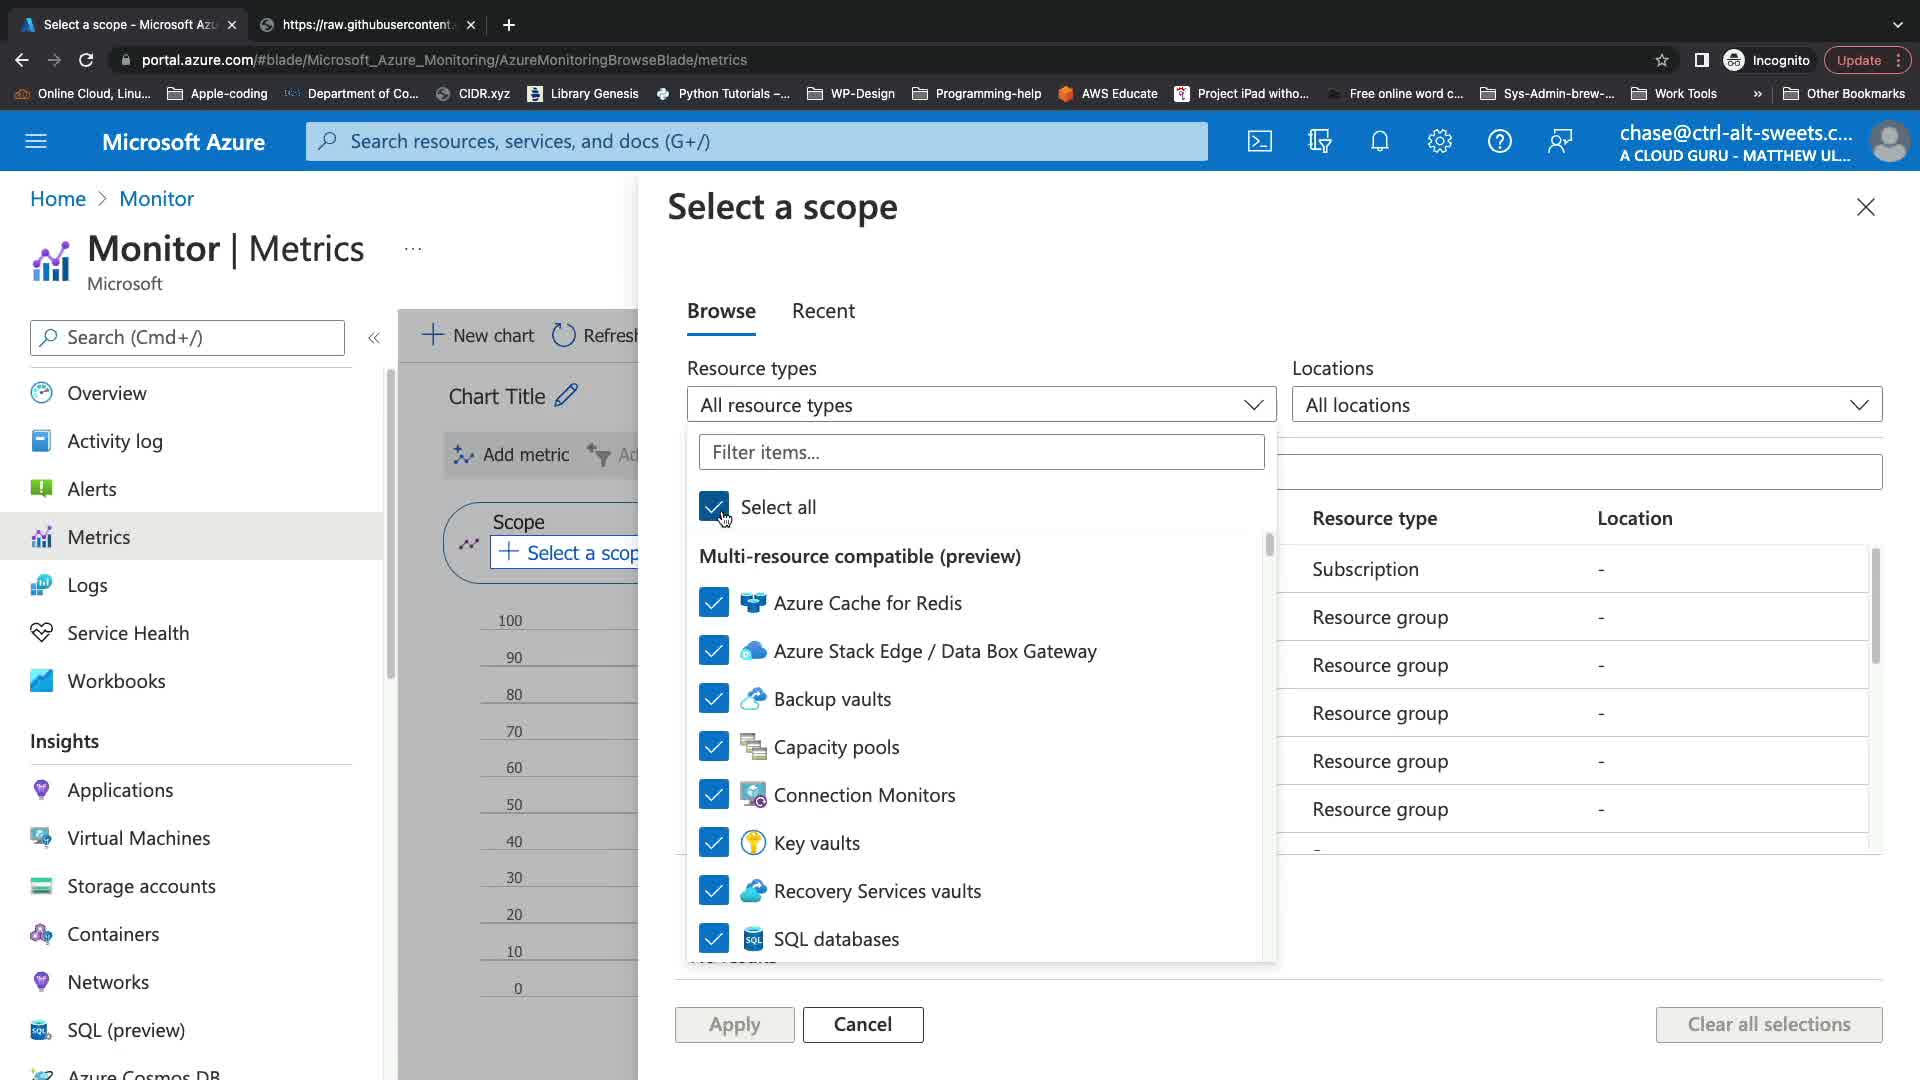 Select a scope - Microsoft Azu
https://raw.githubusercontent.
portal.azure.com/#blade/Microsoft_Azure_Monitoring/AzureMonitoringBrowseBlade/metrics
Incognito
Update
Online Cloud, Linu...
Apple-coding
Department of Co...
CIDR.xyz
Library Genesis
Python Tutorials –...
WP-Design
Programming-help
AWS Educate
Project iPad witho...
Free online word c...
Sys-Admin-brew-...
Work Tools
»
Other Bookmarks
Microsoft Azure
Search resources, services, and docs (G+/)
chase@ctrl-alt-sweets.c...
A CLOUD GURU - MATTHEW UL...
Home > Monitor
Monitor | Metrics
...
Microsoft
Search (Cmd+/)
«
Overview
Activity log
Alerts
Metrics
Logs
Service Health
Workbooks
Insights
Applications
Virtual Machines
Storage accounts
Containers
Networks
SQL (preview)
Azure Cosmos DB
New chart
Refresh
Chart Title
Add metric
Ad
Scope
Select a scop
100
90
80
70
60
50
40
30
20
10
0
Select a scope
Browse
Recent
Resource types
Locations
All resource types
All locations
Filter items...
Select all
Multi-resource compatible (preview)
Azure Cache for Redis
Azure Stack Edge / Data Box Gateway
Backup vaults
Capacity pools
Connection Monitors
Key vaults
Recovery Services vaults
SQL databases
Resource type
Location
Subscription
-
Resource group
-
Resource group
-
Resource group
-
Resource group
-
Resource group
-
Apply
Cancel
Clear all selections